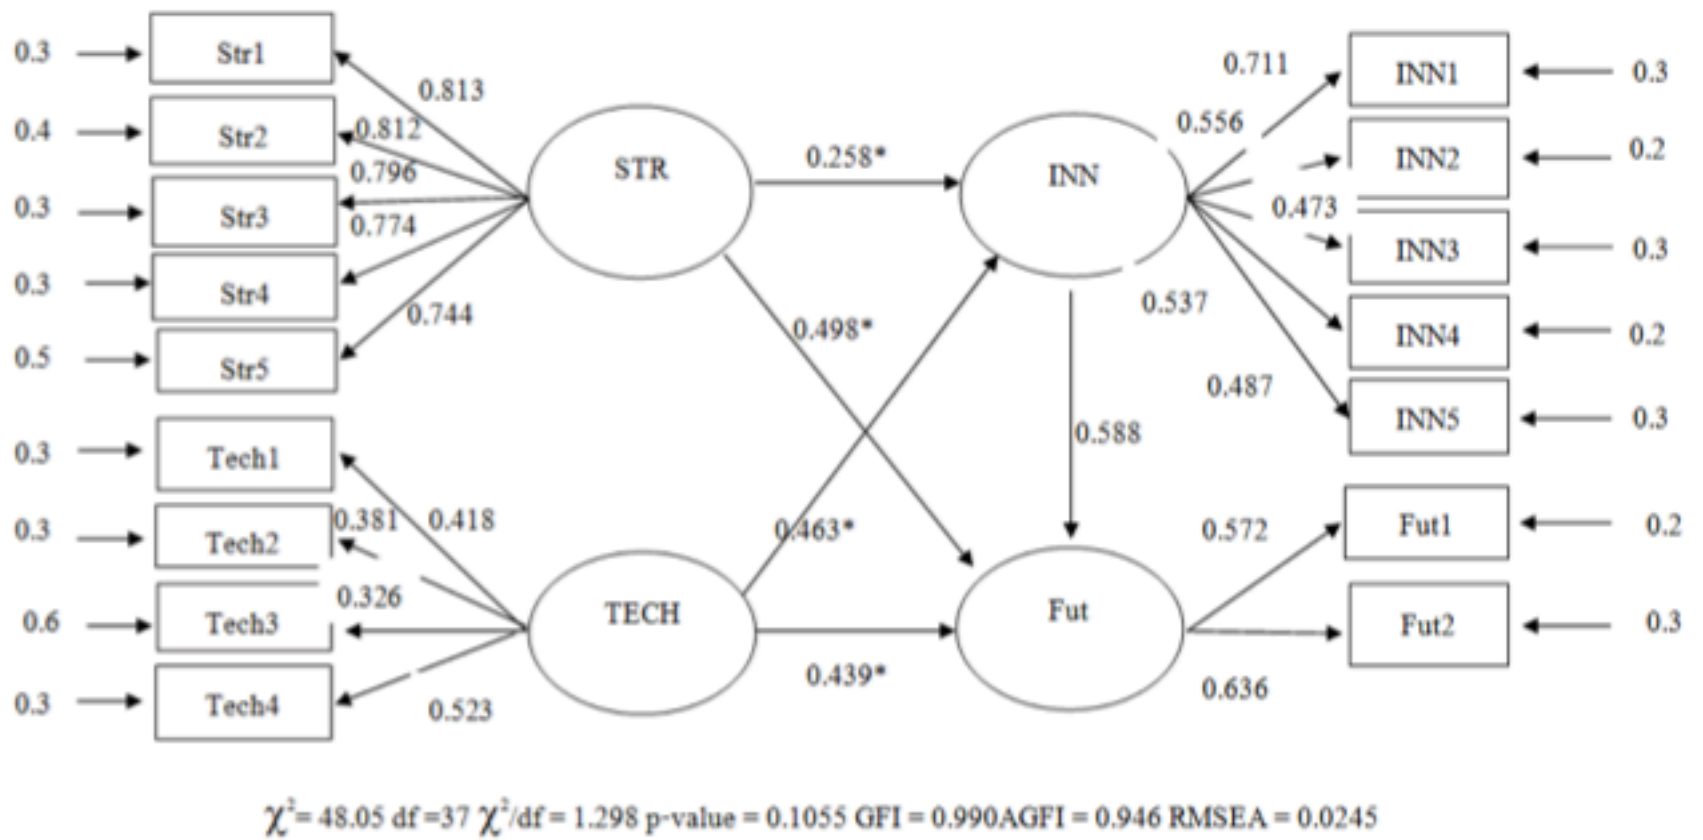 0.3 Str1 0.813
0.4 Str2 0.812
0.3 Str3 0.796
0.774
0.3 Str4
0.744
0.5 Str5
STR
0.258*
INN
0.711
INN1 0.3
0.556
INN2 0.2
0.473
INN3 0.3
0.537
INN4 0.2
0.487
INN5 0.3
0.498*
0.588
0.463*
0.3 Tech1
0.381 0.418
0.3 Tech2
0.326
0.6 Tech3
0.3 Tech4
0.523
TECH
0.439*
Fut
0.572
Fut1 0.2
Fut2 0.3
0.636
χ²= 48.05 df =37 χ²/df = 1.298 p-value = 0.1055 GFI = 0.990AGFI = 0.946 RMSEA = 0.0245